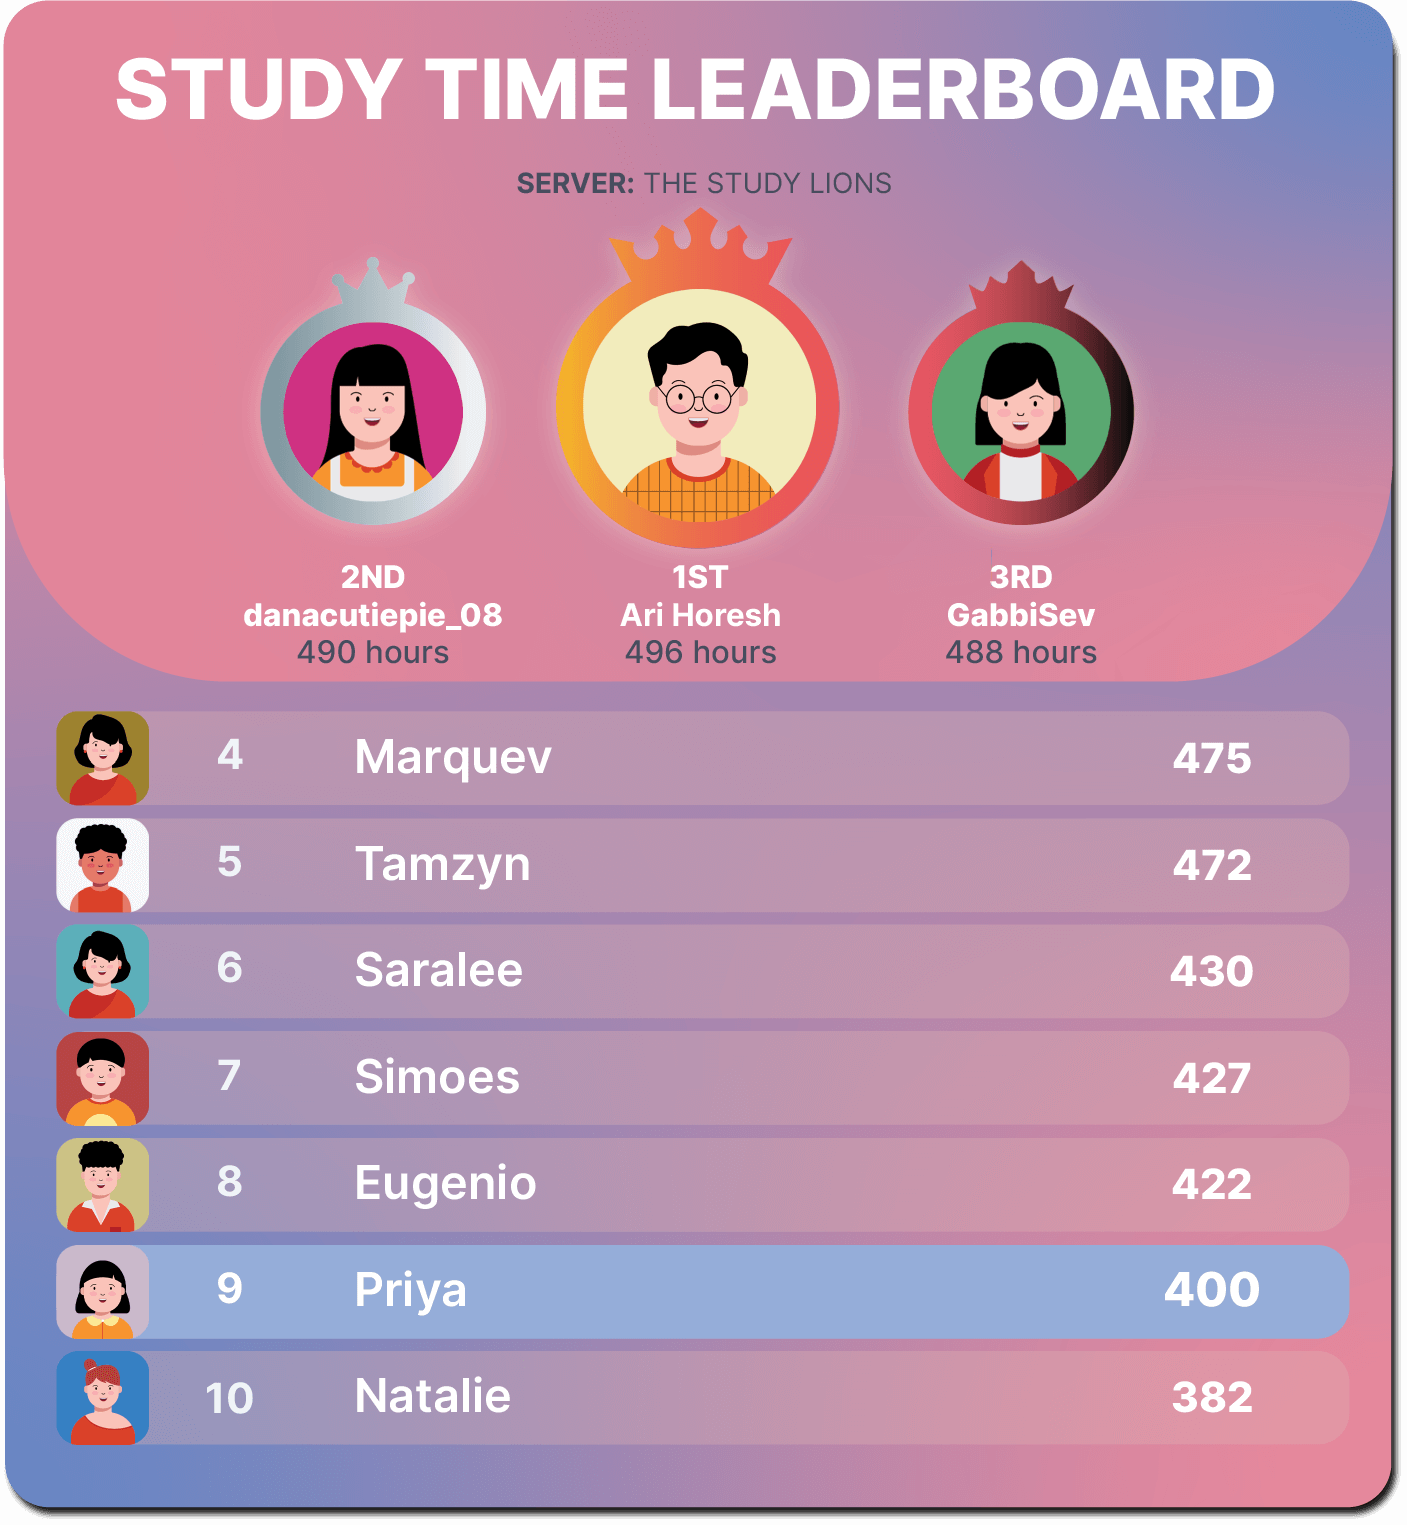 STUDY TIME LEADERBOARD
SERVER: THE STUDY LIONS
2ND
danacutiepie_08
490 hours
1ST
Ari Horesh
496 hours
3RD
GabbiSev
488 hours
4 Marquev 475
5 Tamzyn 472
6 Saralee 430
7 Simoes 427
8 Eugenio 422
9 Priya 400
10 Natalie 382